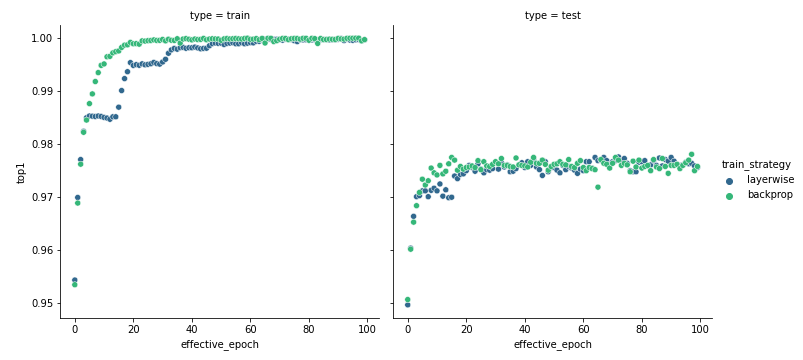 type = train
type = test
1.00
0.99
0.98
0.97
0.96
0.95
top1
0 20 40 60 80 100
effective_epoch
0 20 40 60 80 100
effective_epoch
train_strategy
layerwise
backprop